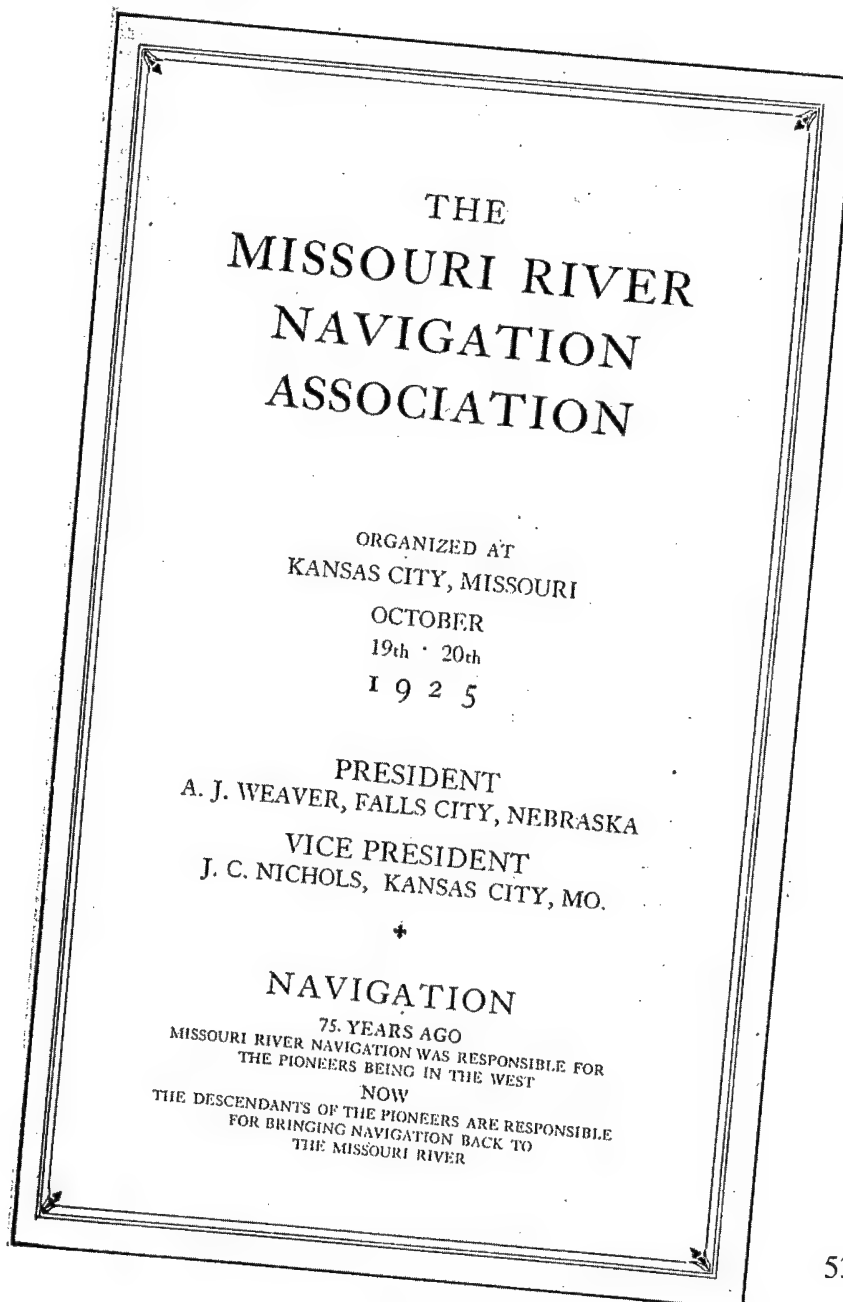 THE
MISSOURI RIVER
NAVIGATION
ASSOCIATION
ORGANIZED AT
KANSAS CITY, MISSOURI
OCTOBER
19th · 20th
1925
PRESIDENT
A. J. WEAVER, FALLS CITY, NEBRASKA
VICE PRESIDENT
J. C. NICHOLS, KANSAS CITY, MO.
NAVIGATION
75 YEARS AGO
MISSOURI RIVER NAVIGATION WAS RESPONSIBLE FOR
THE PIONEERS BEING IN THE WEST
NOW
THE DESCENDANTS OF THE PIONEERS ARE RESPONSIBLE
FOR BRINGING NAVIGATION BACK TO
THE MISSOURI RIVER